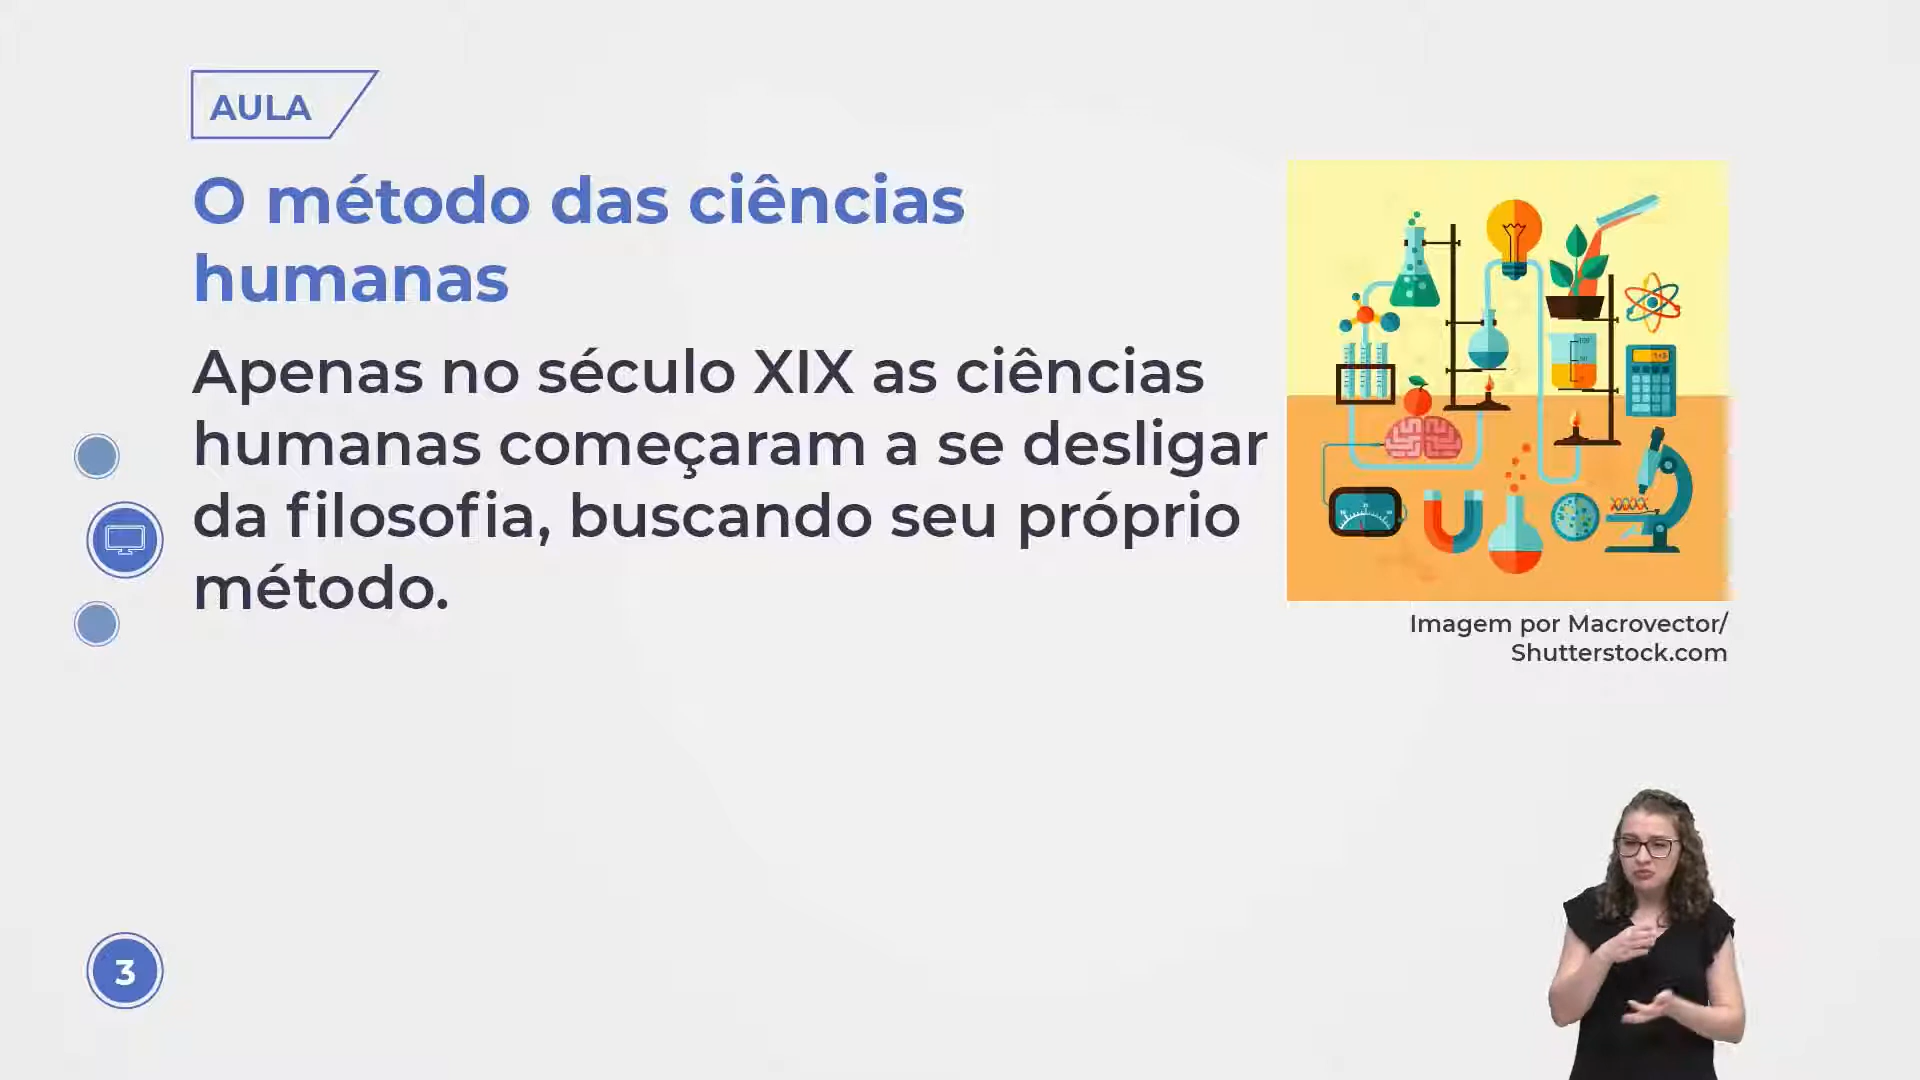 AULA
O método das ciências
humanas
Apenas no século XIX as ciências
humanas começaram a se desligar
da filosofia, buscando seu próprio
método.
Imagem por Macrovector/
Shutterstock.com
3